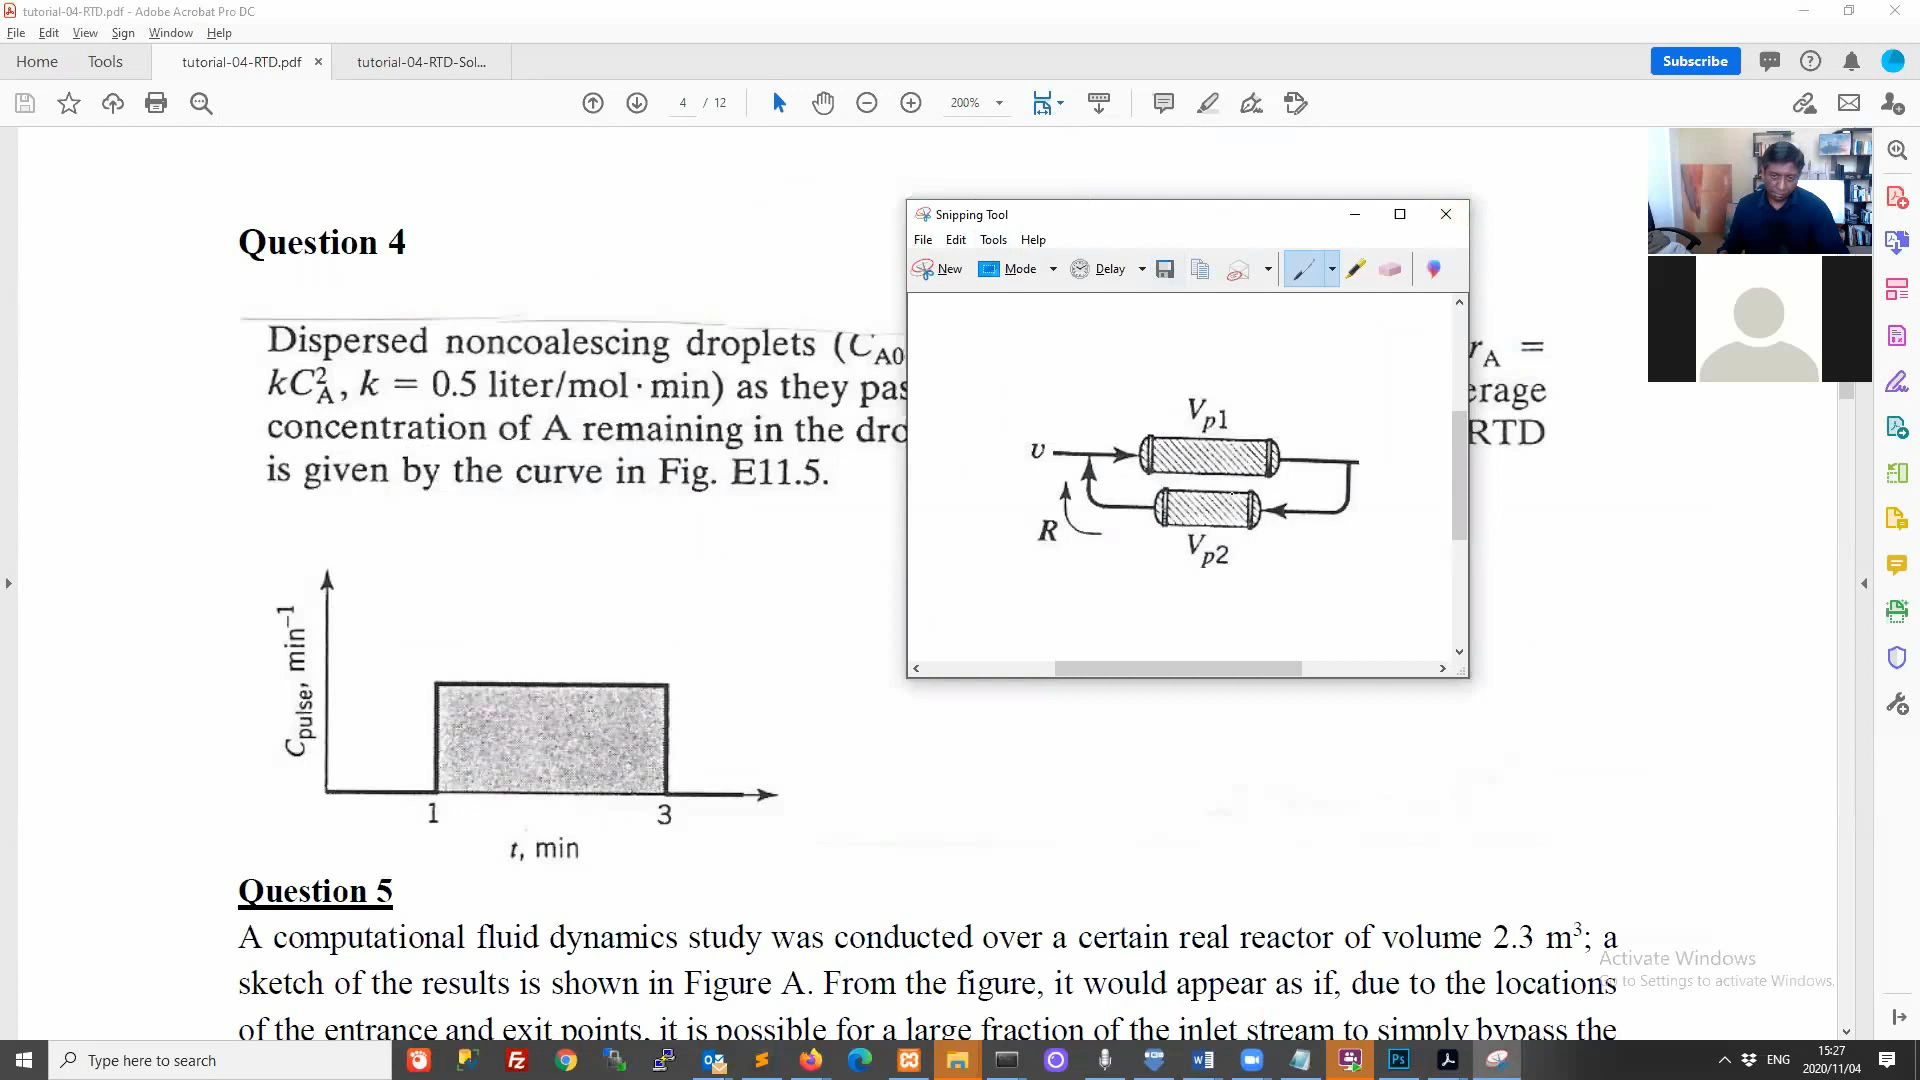 tutorial-04-RTD.pdf - Adobe Acrobat Pro DC
File Edit View Sign Window Help
Home Tools tutorial-04-RTD.pdf × tutorial-04-RTD-Sol... Subscribe
4 / 12 200%
Question 4
Dispersed noncoalescing droplets (C_A0 r_A =
kC_A^2, k = 0.5 liter/mol·min) as they pas erage
concentration of A remaining in the dro RTD
is given by the curve in Fig. E11.5.
Snipping Tool
File Edit Tools Help
New Mode Delay
V_p1
υ
R
V_p2
C_pulse, min⁻¹
1 3
t, min
Question 5
A computational fluid dynamics study was conducted over a certain real reactor of volume 2.3 m³; a
sketch of the results is shown in Figure A. From the figure, it would appear as if, due to the locations
of the entrance and exit points, it is possible for a large fraction of the inlet stream to simply bypass the
Activate Windows
Go to Settings to activate Windows.
Type here to search
ENG
15:27
2020/11/04